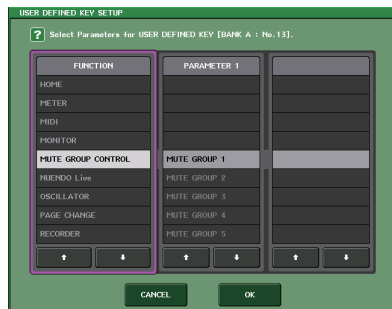 USER DEFINED KEY SETUP
? Select Parameters for USER DEFINED KEY [BANK A : No.13].
FUNCTION
HOME
METER
MIDI
MONITOR
MUTE GROUP CONTROL
NUENDO Live
OSCILLATOR
PAGE CHANGE
RECORDER
PARAMETER 1
MUTE GROUP 1
MUTE GROUP 2
MUTE GROUP 3
MUTE GROUP 4
MUTE GROUP 5
CANCEL
OK